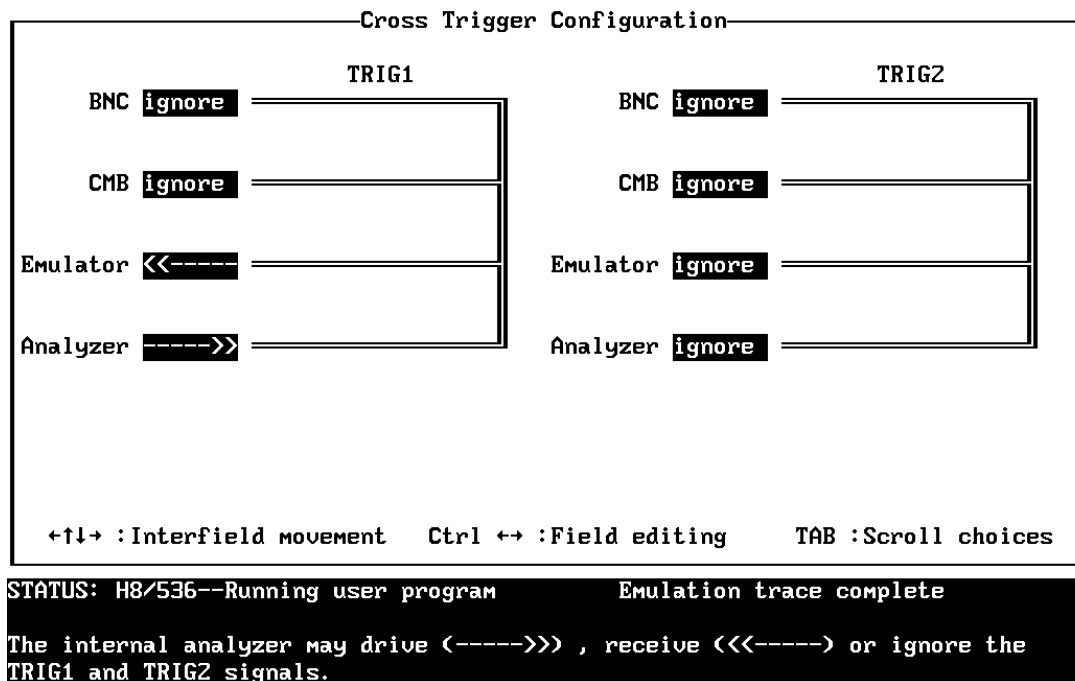 Cross Trigger Configuration
TRIG1 TRIG2
BNC ignore BNC ignore
CMB ignore CMB ignore
Emulator <<----- Emulator ignore
Analyzer ----->> Analyzer ignore
←↑↓→ :Interfield movement Ctrl ↔ :Field editing TAB :Scroll choices
STATUS: H8/536--Running user program Emulation trace complete
The internal analyzer may drive (----->>) , receive (<<-----) or ignore the
TRIG1 and TRIG2 signals.